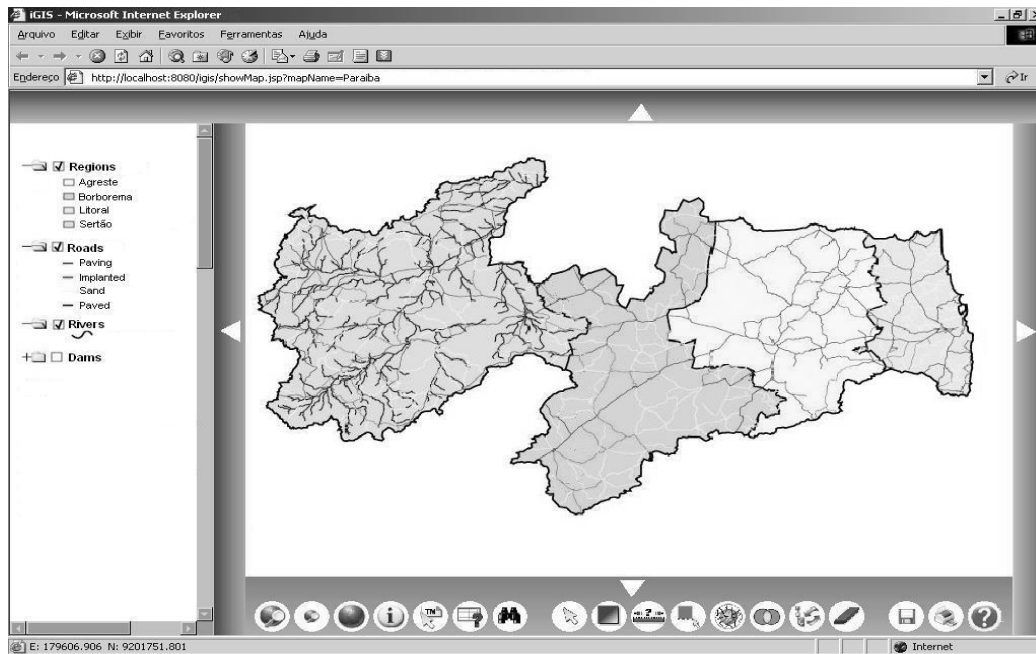 iGIS - Microsoft Internet Explorer
Arquivo Editar Exibir Favoritos Ferramentas Ajuda
Endereço http://localhost:8080/igis/showMap.jsp?mapName=Paraiba Ir
Regions
Agreste
Borborema
Litoral
Sertão
Roads
Paving
Implanted
Sand
Paved
Rivers
Dams
E: 179606.906 N: 9201751.801 Internet